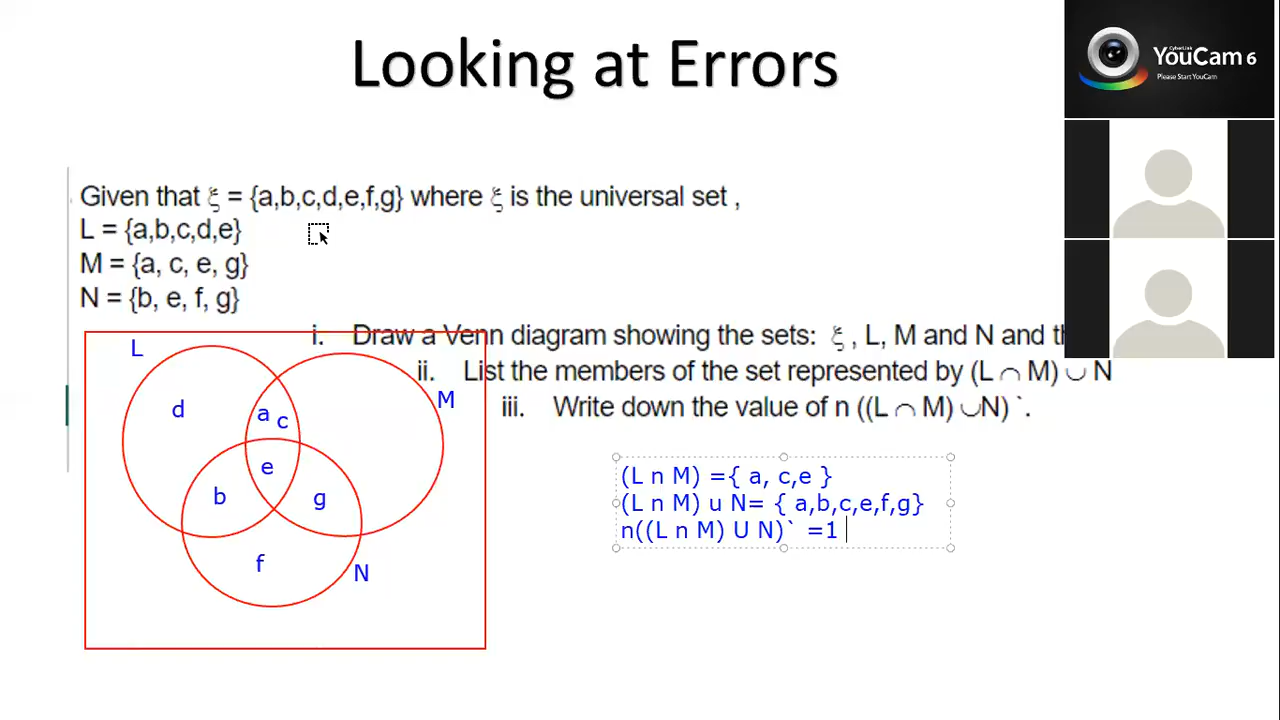 Looking at Errors
CyberLink
YouCam 6
Please Start YouCam
Given that ξ = {a,b,c,d,e,f,g} where ξ is the universal set ,
L = {a,b,c,d,e}
M = {a, c, e, g}
N = {b, e, f, g}
i. Draw a Venn diagram showing the sets: ξ , L, M and N and
ii. List the members of the set represented by (L ∩ M) ∪ N
iii. Write down the value of n ((L ∩ M) ∪N) `.
L
M
d
a
c
e
b
g
f
N
(L n M) ={ a, c,e }
(L n M) u N= { a,b,c,e,f,g}
n((L n M) U N)` =1